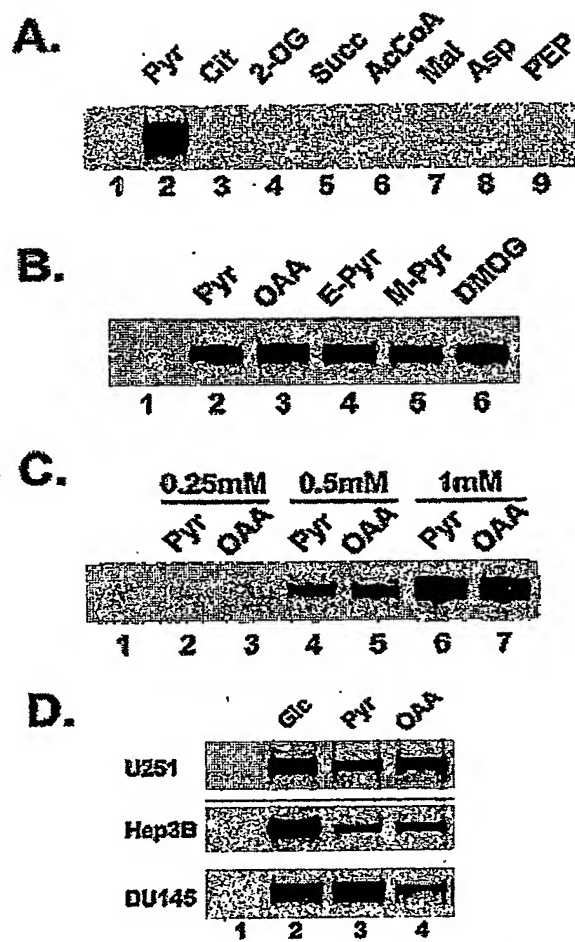 A.
Pyr Cit 2-OG Succ AcCoA Mal Asp PEP
1 2 3 4 5 6 7 8 9
B.
Pyr OAA E-Pyr M-Pyr DMOG
1 2 3 4 5 6
C.
0.25mM 0.5mM 1mM
Pyr OAA Pyr OAA Pyr OAA
1 2 3 4 5 6 7
D.
Glc Pyr OAA
U251
Hep3B
DU145
1 2 3 4